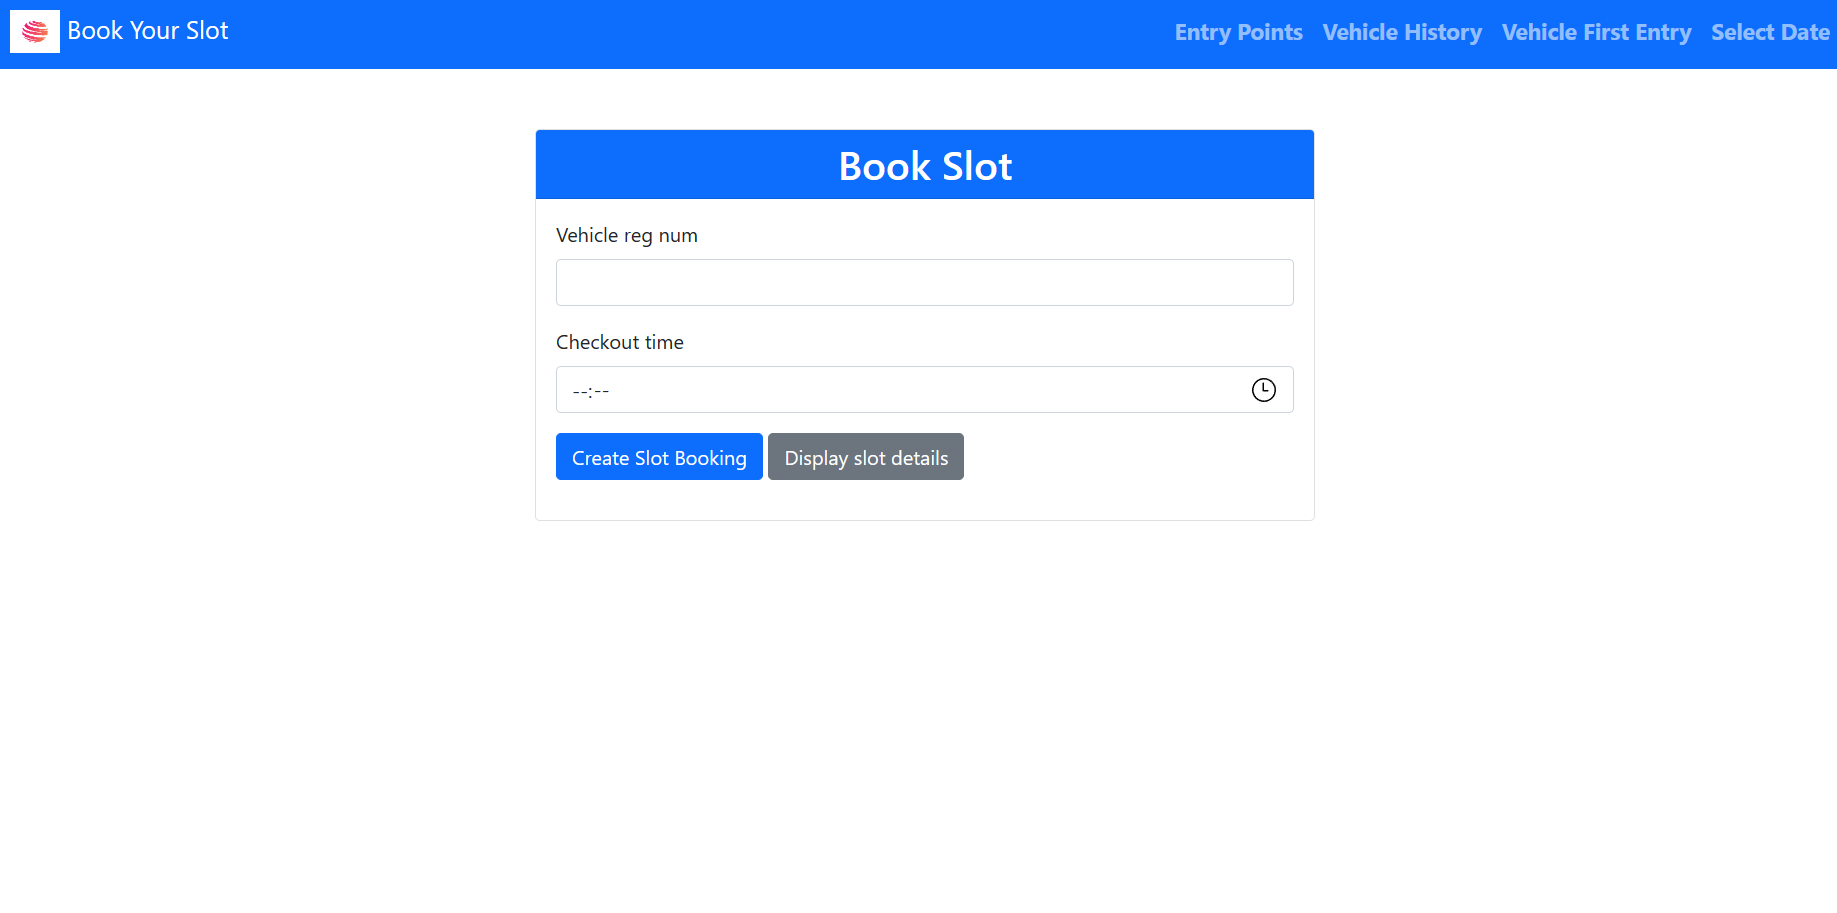 Book Your Slot
Entry Points Vehicle History Vehicle First Entry Select Date
Book Slot
Vehicle reg num
Checkout time
--:--
Create Slot Booking Display slot details